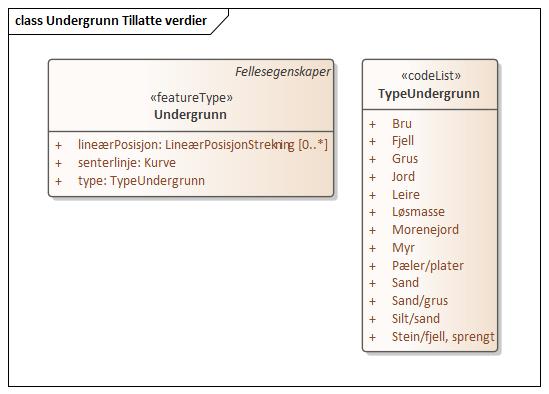 class Undergrunn Tillatte verdier
Fellesegenskaper
«featureType»
Undergrunn
+ lineærPosisjon: LineærPosisjonStrekning [0..*]
+ senterlinje: Kurve
+ type: TypeUndergrunn
«codeList»
TypeUndergrunn
+ Bru
+ Fjell
+ Grus
+ Jord
+ Leire
+ Løsmasse
+ Morenejord
+ Myr
+ Pæler/plater
+ Sand
+ Sand/grus
+ Silt/sand
+ Stein/fjell, sprengt